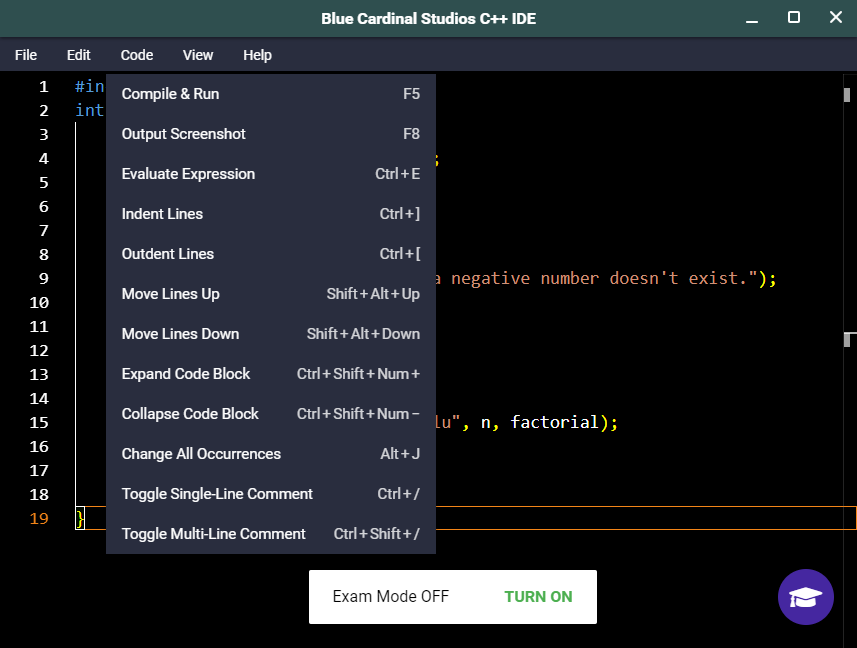 Blue Cardinal Studios C++ IDE
File Edit Code View Help
1 #in
2 int
3
4 ;
5
6
7
8
9 a negative number doesn't exist.");
10
11
12
13
14
15 lu", n, factorial);
16
17
18
19 }
Compile & Run F5
Output Screenshot F8
Evaluate Expression Ctrl+E
Indent Lines Ctrl+]
Outdent Lines Ctrl+[
Move Lines Up Shift+Alt+Up
Move Lines Down Shift+Alt+Down
Expand Code Block Ctrl+Shift+Num+
Collapse Code Block Ctrl+Shift+Num−
Change All Occurrences Alt+J
Toggle Single-Line Comment Ctrl+/
Toggle Multi-Line Comment Ctrl+Shift+/
Exam Mode OFF TURN ON